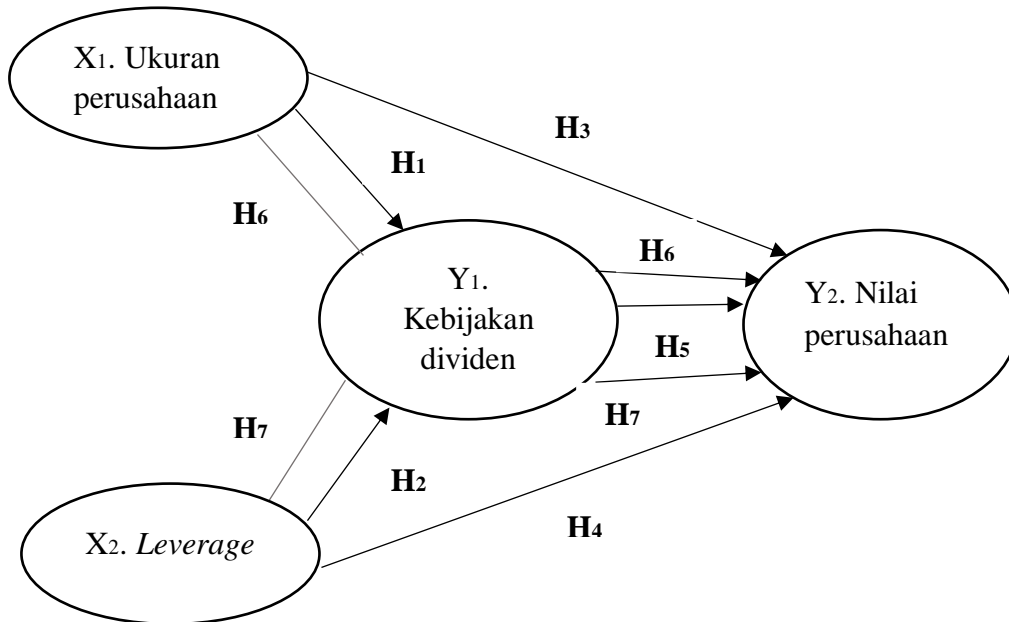 X1. Ukuran
perusahaan
H3
H1
H6
H6
Y1.
Kebijakan
dividen
Y2. Nilai
perusahaan
H5
H7
H7
H2
X2. Leverage
H4